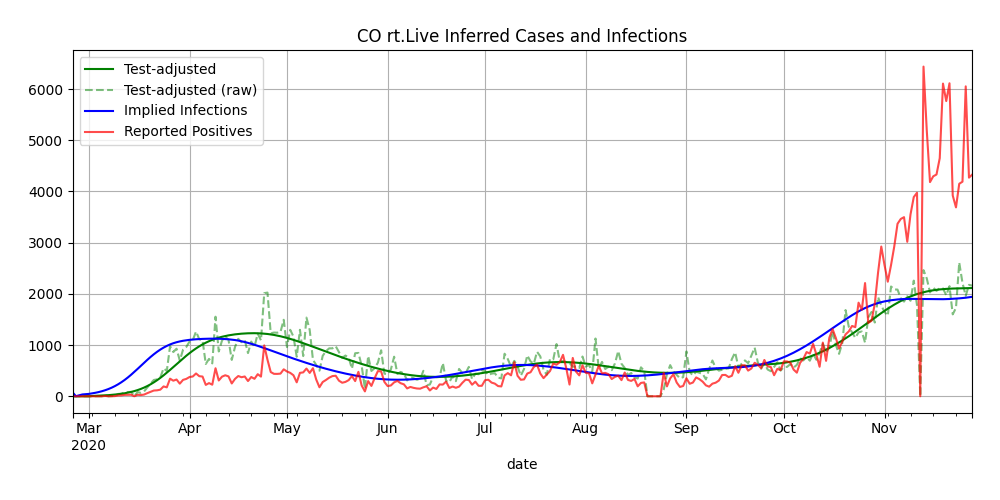 CO rt.Live Inferred Cases and Infections
Test-adjusted
Test-adjusted (raw)
Implied Infections
Reported Positives
6000
5000
4000
3000
2000
1000
0
Mar Apr May Jun Jul Aug Sep Oct Nov
2020
date